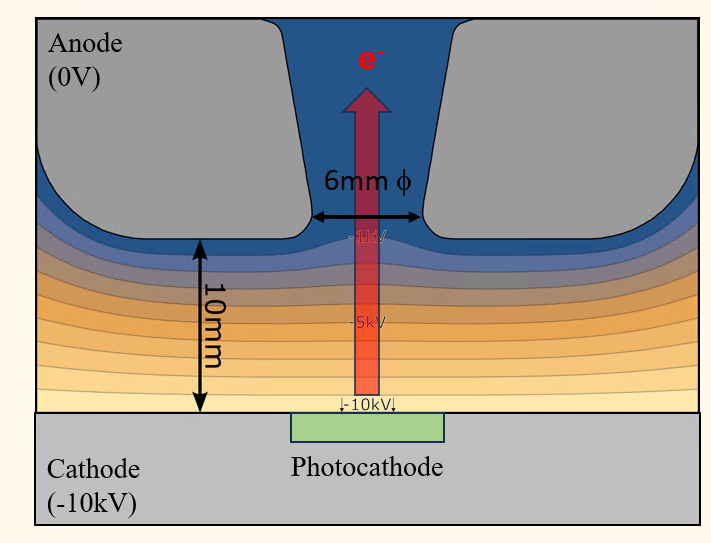 Anode
(0V)
e⁻
6mm ϕ
-1kV
10mm
-5kV
↓-10kV↓
Cathode
(-10kV)
Photocathode